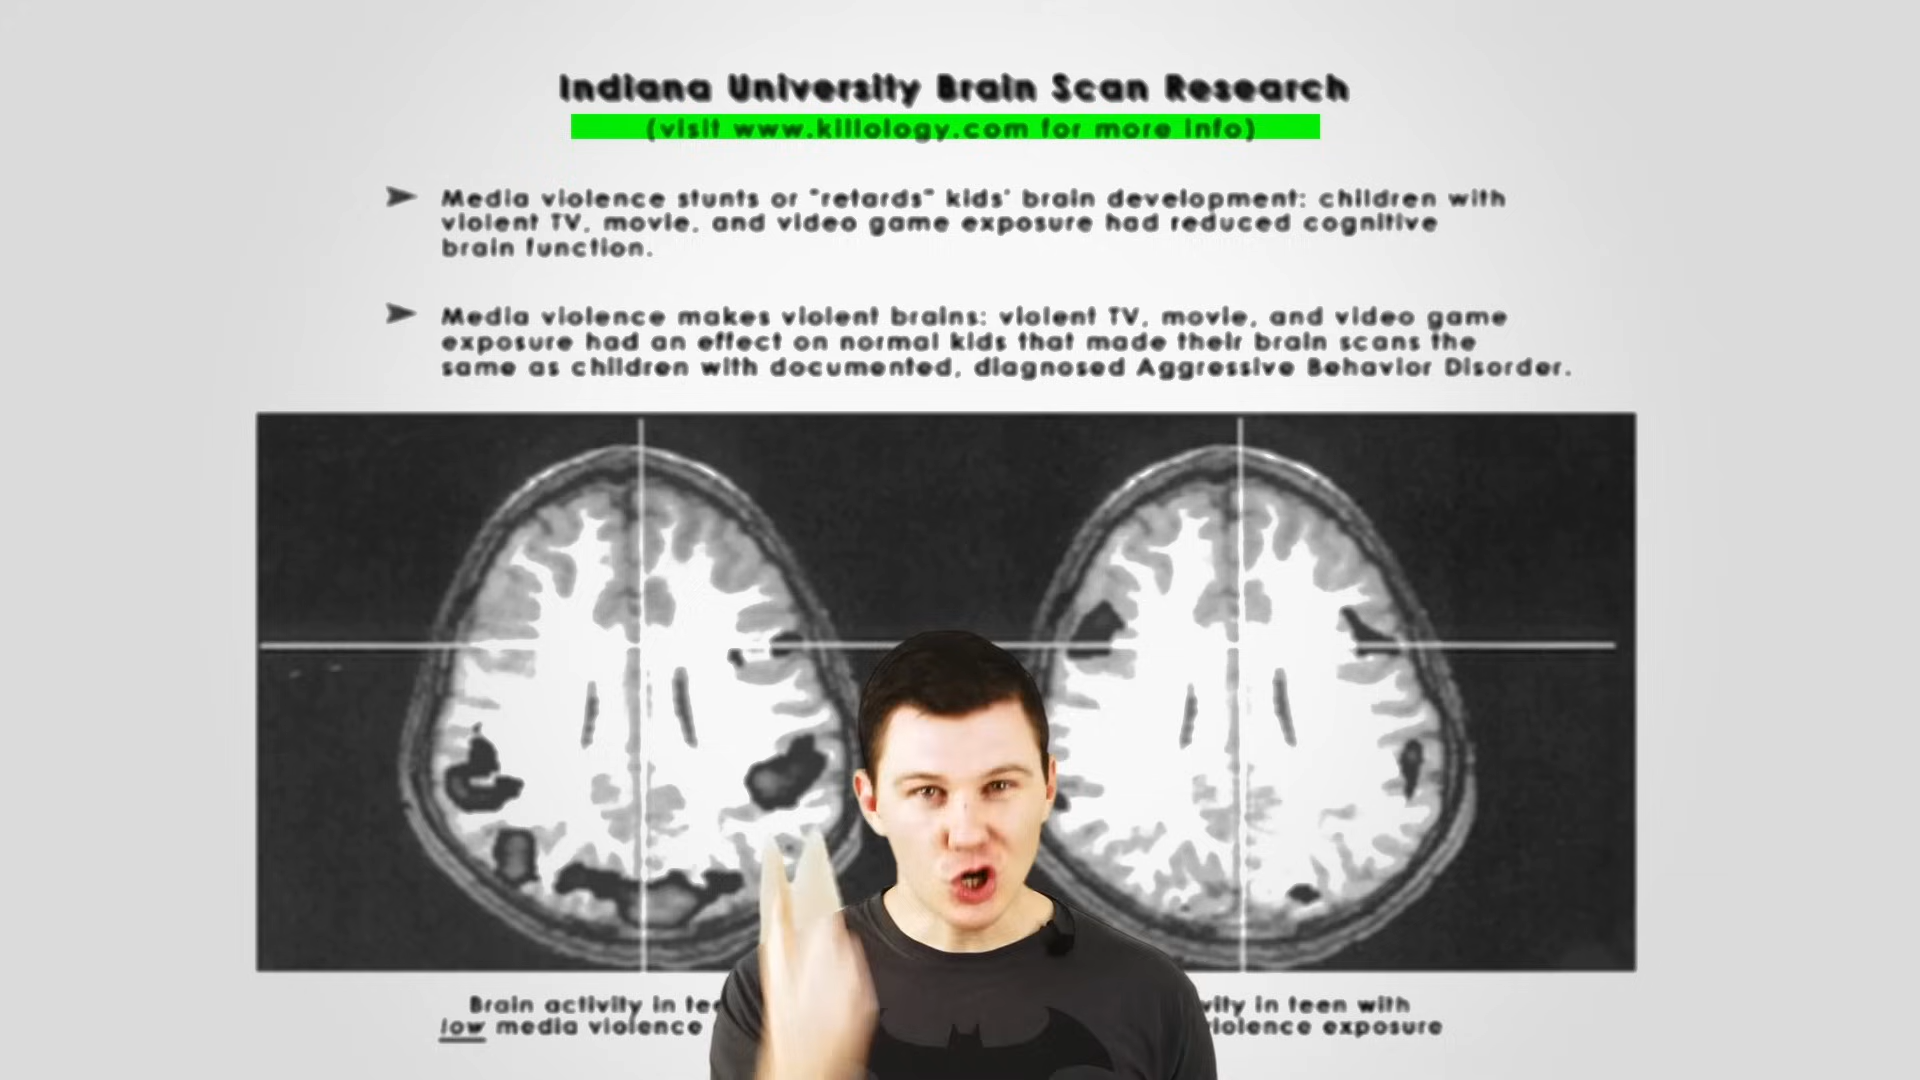 Indiana University Brain Scan Research
(visit www.killology.com for more info)
Media violence stunts or "retards" kids' brain development: children with
violent TV, movie, and video game exposure had reduced cognitive
brain function.
Media violence makes violent brains: violent TV, movie, and video game
exposure had an effect on normal kids that made their brain scans the
same as children with documented, diagnosed Aggressive Behavior Disorder.
Brain activity in
low media violence
in teen with
violence exposure